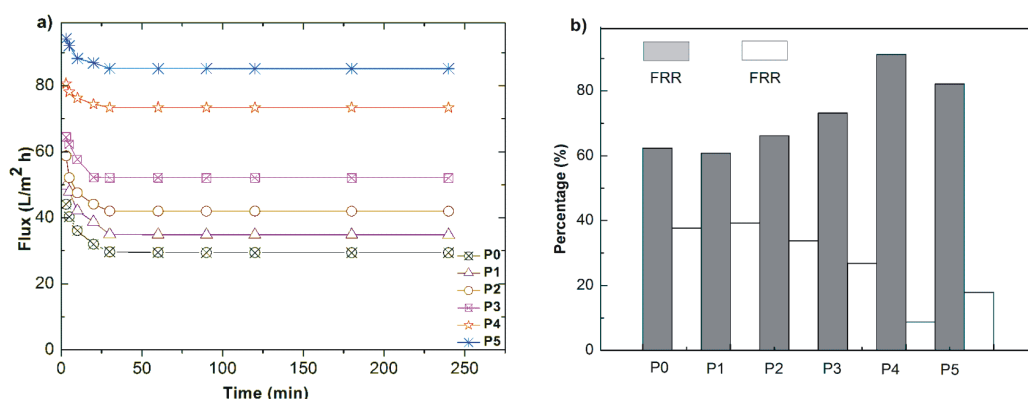 a)
Flux (L/m² h)
80
60
40
20
0
P0
P1
P2
P3
P4
P5
0 50 100 150 200 250
Time (min)
b)
Percentage (%)
80
60
40
20
0
FRR FRR
P0 P1 P2 P3 P4 P5